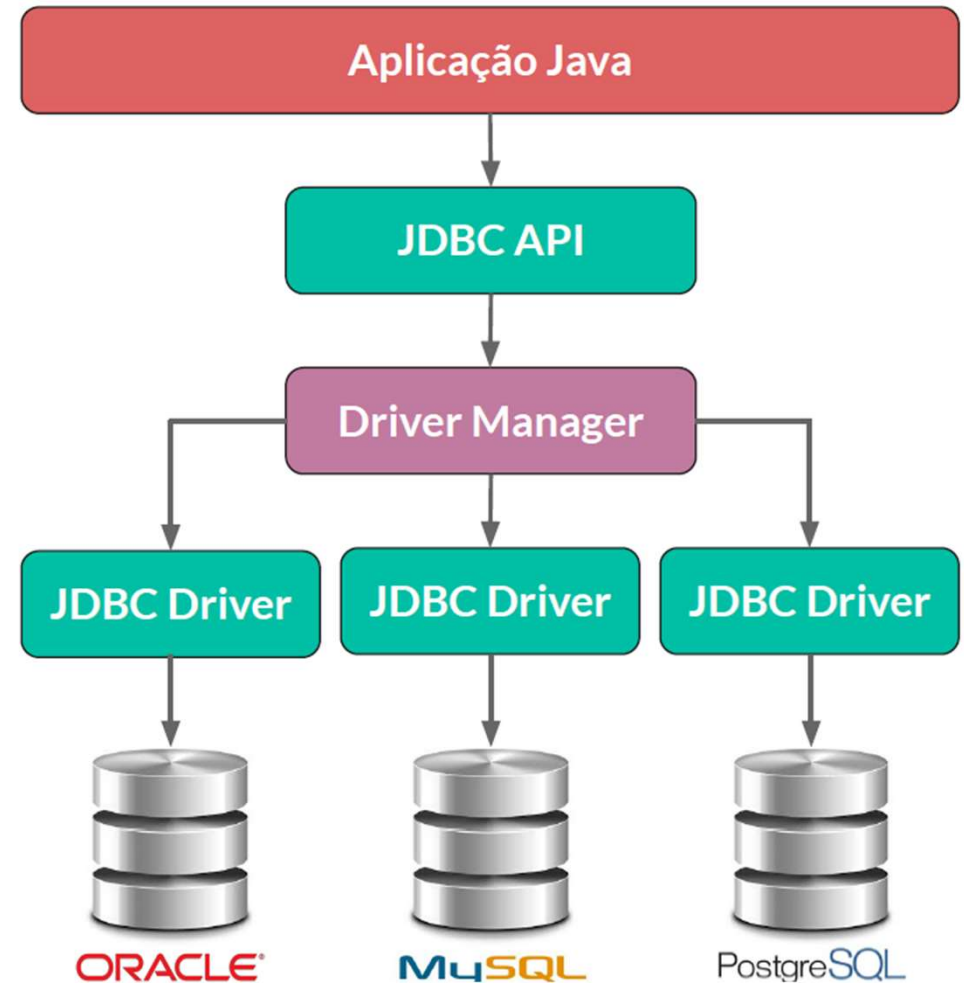 Aplicação Java
JDBC API
Driver Manager
JDBC Driver
JDBC Driver
JDBC Driver
ORACLE®
MySQL
PostgreSQL